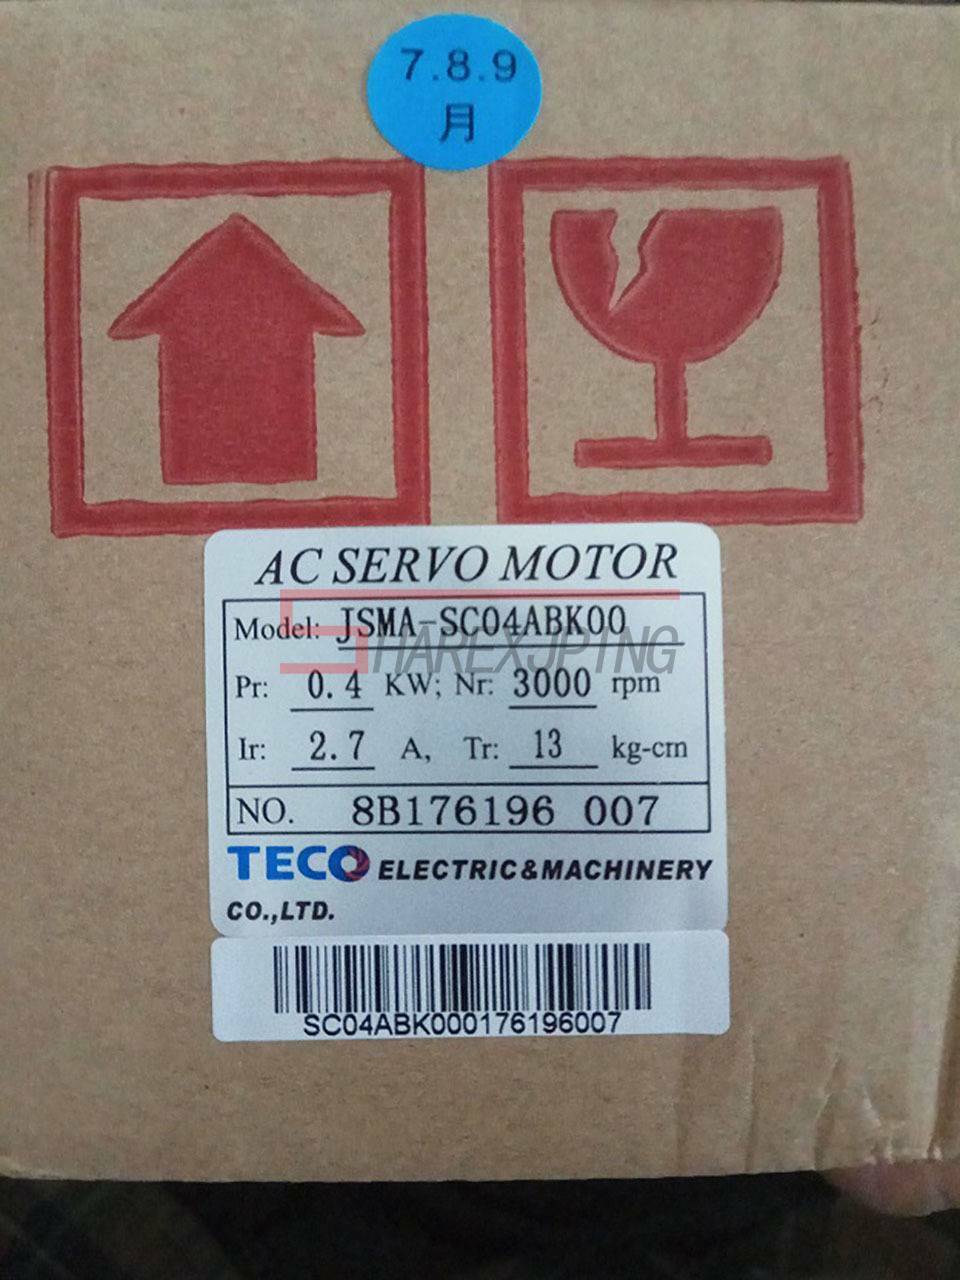 7.8.9
月
AC SERVO MOTOR
Model: JSMA-SC04ABK00
SHAREXJPING
Pr: 0.4 KW; Nr: 3000 rpm
Ir: 2.7 A, Tr: 13 kg-cm
NO. 8B176196 007
TECO ELECTRIC&MACHINERY
CO.,LTD.
SC04ABK000176196007